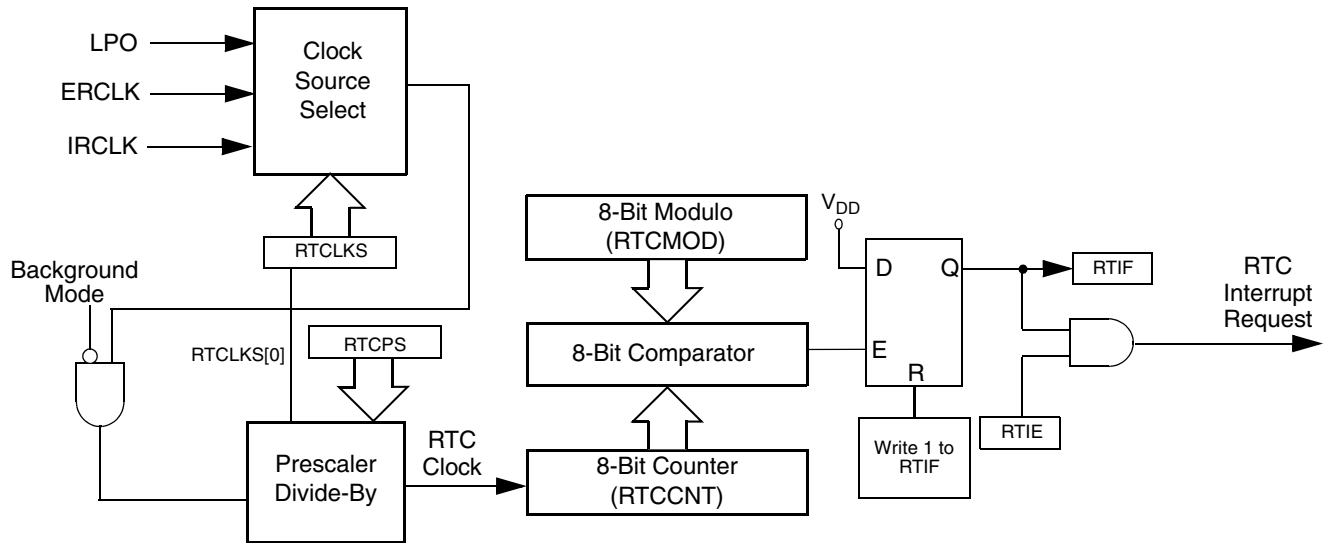 LPO
ERCLK
IRCLK
Clock
Source
Select
RTCLKS
Background
Mode
RTCLKS[0]
RTCPS
Prescaler
Divide-By
RTC
Clock
8-Bit Modulo
(RTCMOD)
8-Bit Comparator
8-Bit Counter
(RTCCNT)
VDD
D
Q
E
R
Write 1 to
RTIF
RTIF
RTIE
RTC
Interrupt
Request